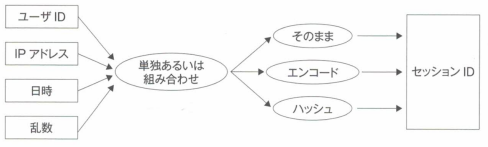 ユーザ ID
IP アドレス
日時
乱数
単独あるいは
組み合わせ
そのまま
エンコード
ハッシュ
セッション ID